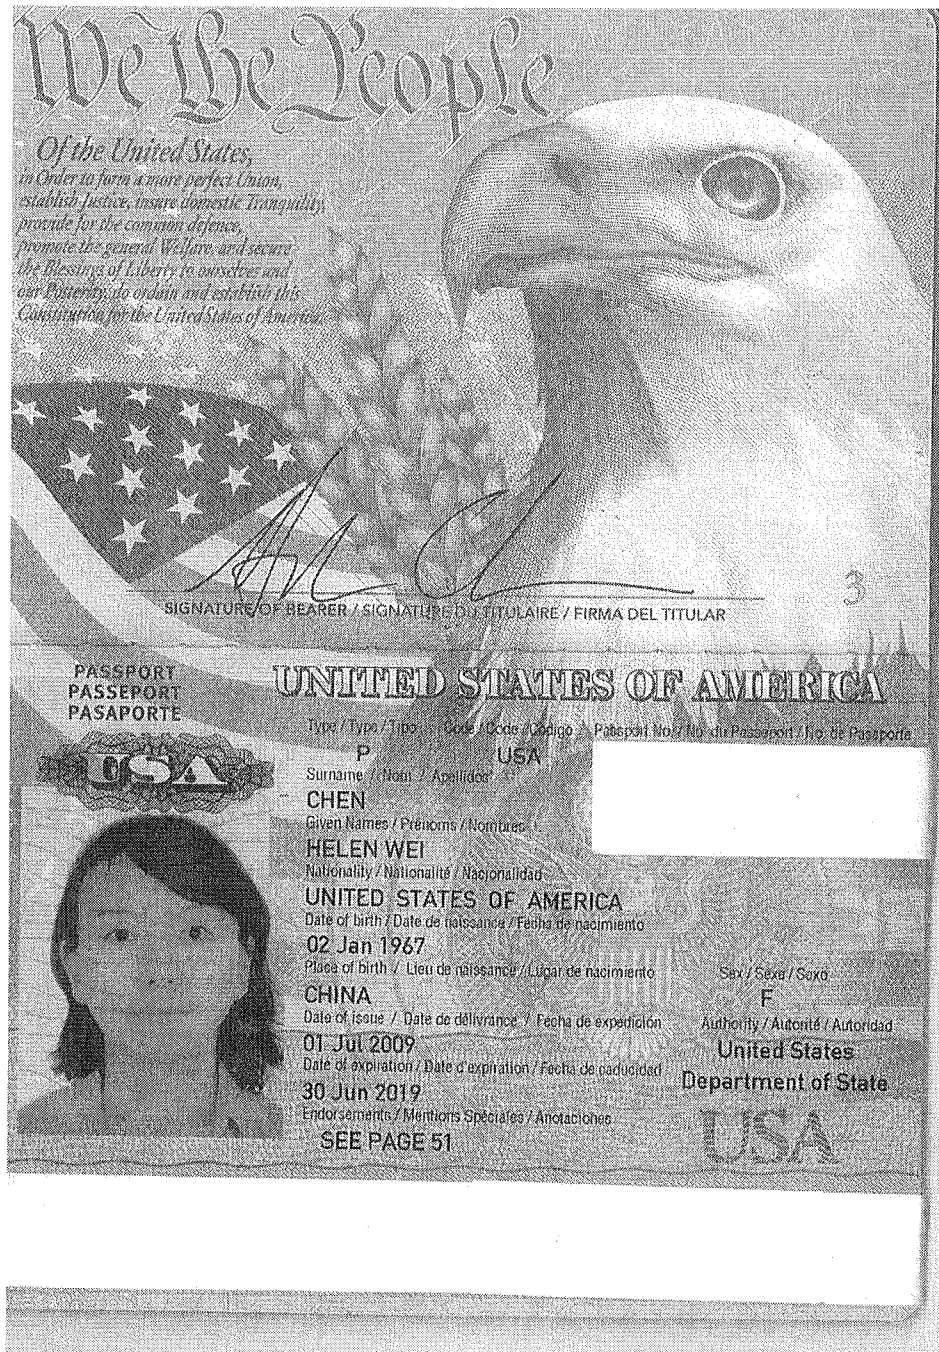 We the People
Of the United States,
in Order to form a more perfect Union,
establish Justice, insure domestic Tranquility,
provide for the common defence,
promote the general Welfare, and secure
the Blessings of Liberty to ourselves and
our Posterity, do ordain and establish this
Constitution for the United States of America.
3
SIGNATURE OF BEARER / SIGNATURE DU TITULAIRE / FIRMA DEL TITULAR
PASSPORT
PASSEPORT
PASAPORTE
UNITED STATES OF AMERICA
USA
Type / Type / Tipo Code / Code / Código Passport No. / No. du Passeport / No. de Pasaporte
P USA
Surname / Nom / Apellidos
CHEN
Given Names / Prénoms / Nombres
HELEN WEI
Nationality / Nationalité / Nacionalidad
UNITED STATES OF AMERICA
Date of birth / Date de naissance / Fecha de nacimiento
02 Jan 1967
Place of birth / Lieu de naissance / Lugar de nacimiento
CHINA
Sex / Sexe / Sexo
F
Date of issue / Date de délivrance / Fecha de expedición
01 Jul 2009
Authority / Autorité / Autoridad
United States
Department of State
Date of expiration / Date d'expiration / Fecha de caducidad
30 Jun 2019
Endorsements / Mentions Spéciales / Anotaciones
SEE PAGE 51
USA